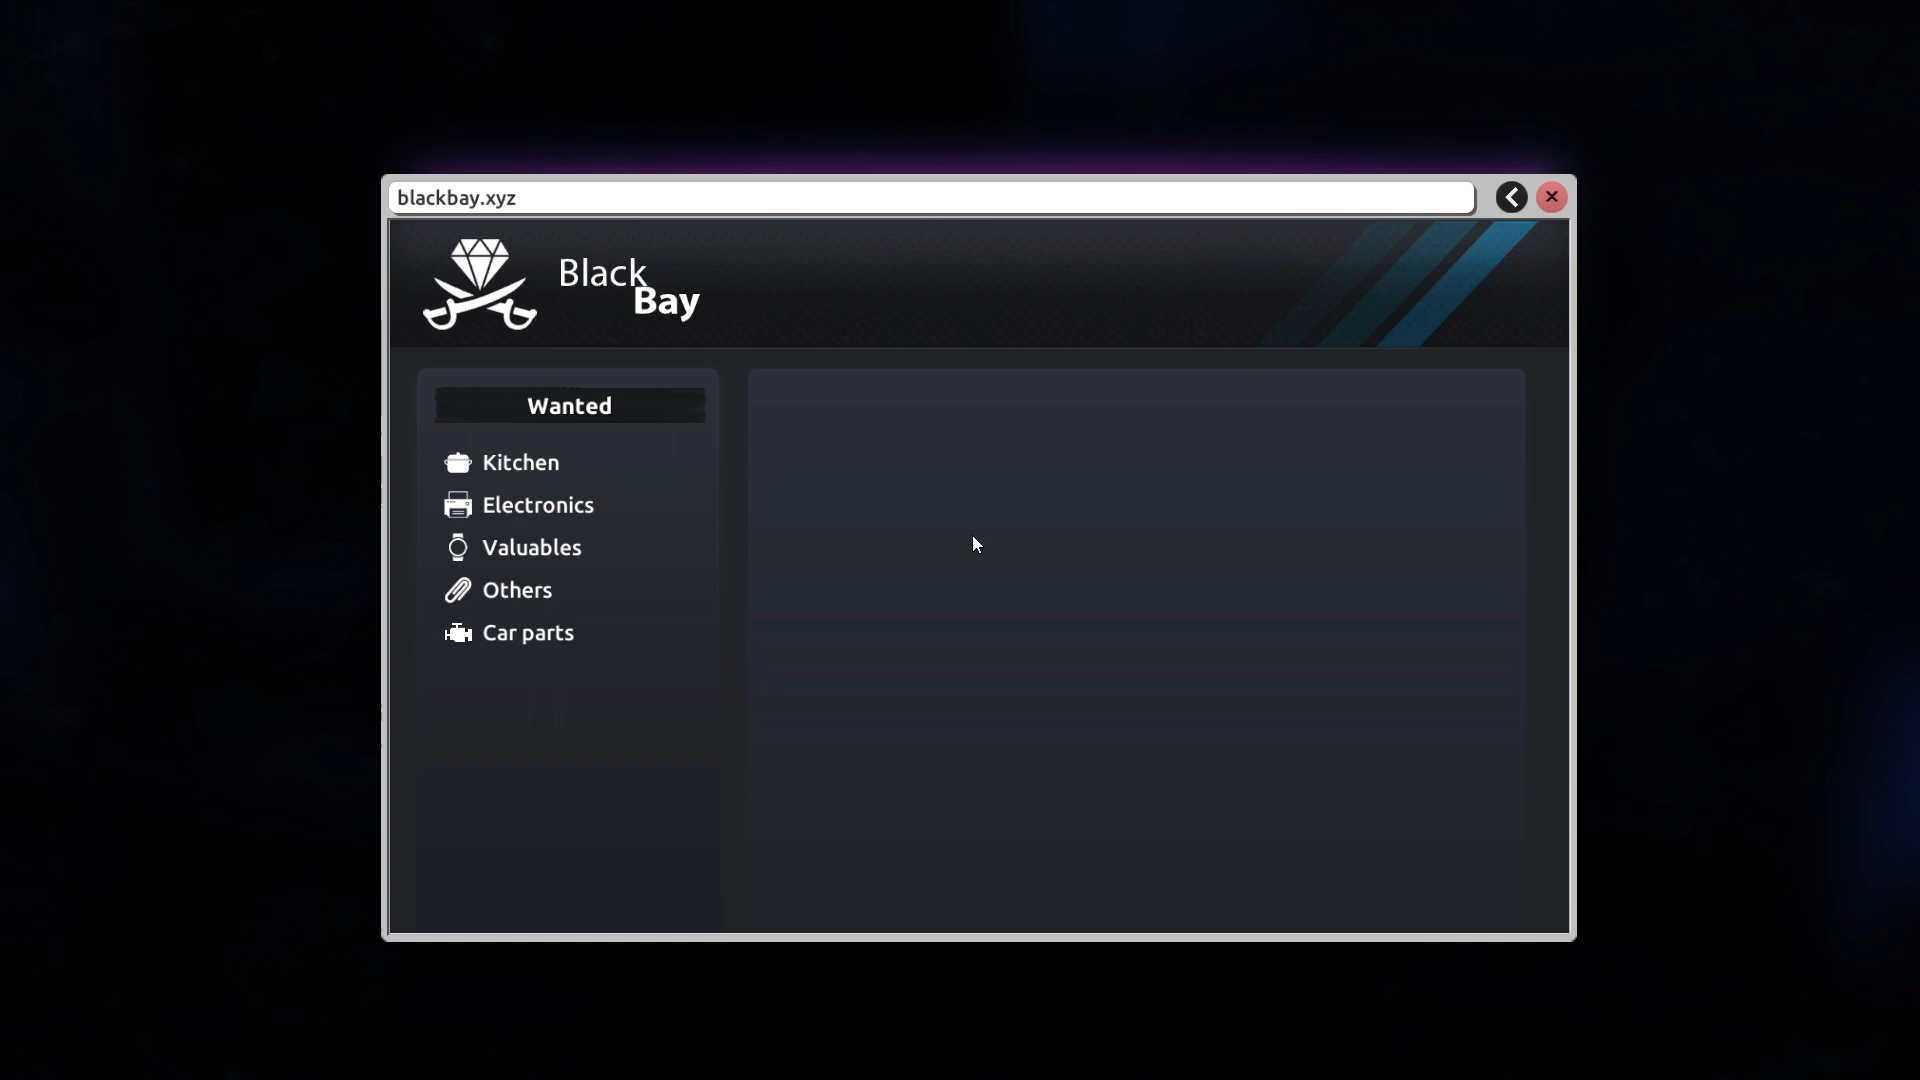 blackbay.xyz
Black
Bay
Wanted
Kitchen
Electronics
Valuables
Others
Car parts